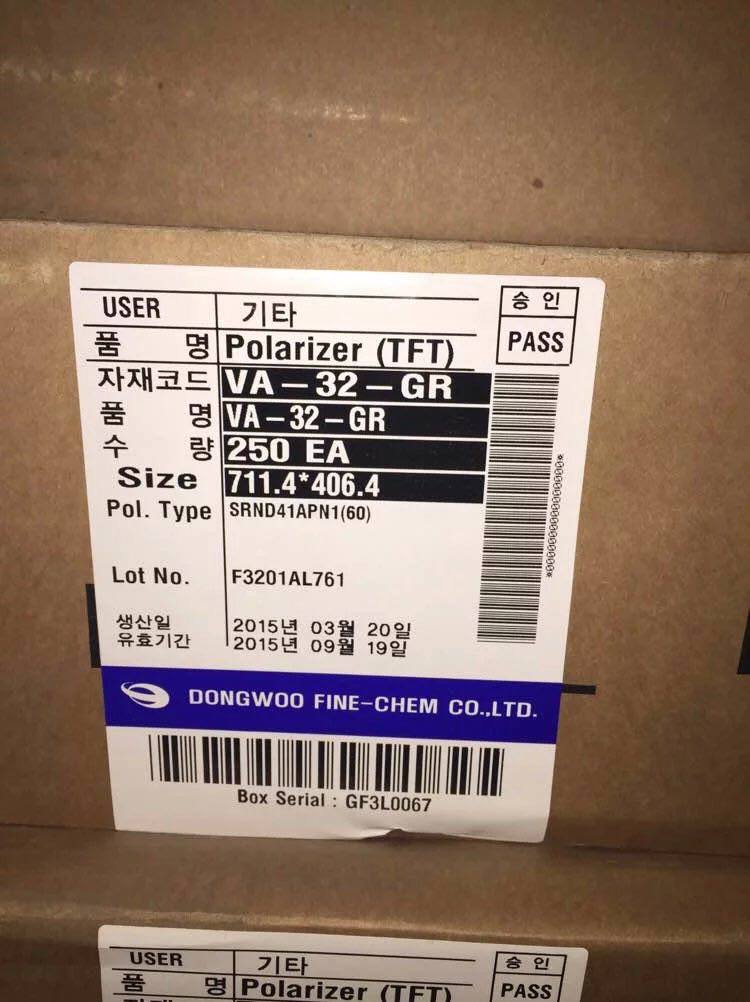 USER 기타
승 인
품 명 Polarizer (TFT)
PASS
자재코드 VA-32-GR
품 명 VA-32-GR
수 량 250 EA
Size 711.4*406.4
Pol. Type SRND41APN1(60)
Lot No. F3201AL761
생산일 2015년 03월 20일
유효기간 2015년 09월 19일
DONGWOO FINE-CHEM CO.,LTD.
Box Serial : GF3L0067
USER 기타
승 인
품 명 Polarizer (TFT)
PASS